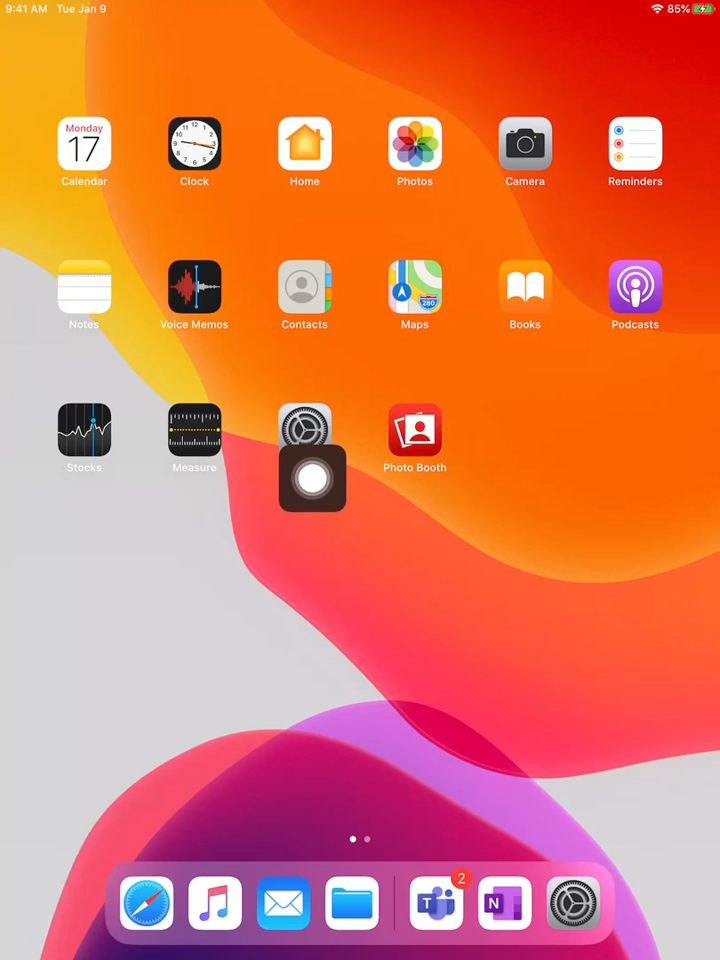 9:41 AM Tue Jan 9 85%
Monday
17
12
Calendar Clock Home Photos Camera Reminders
280
Notes Voice Memos Contacts Maps Books Podcasts
Stocks Measure Photo Booth
2
T N